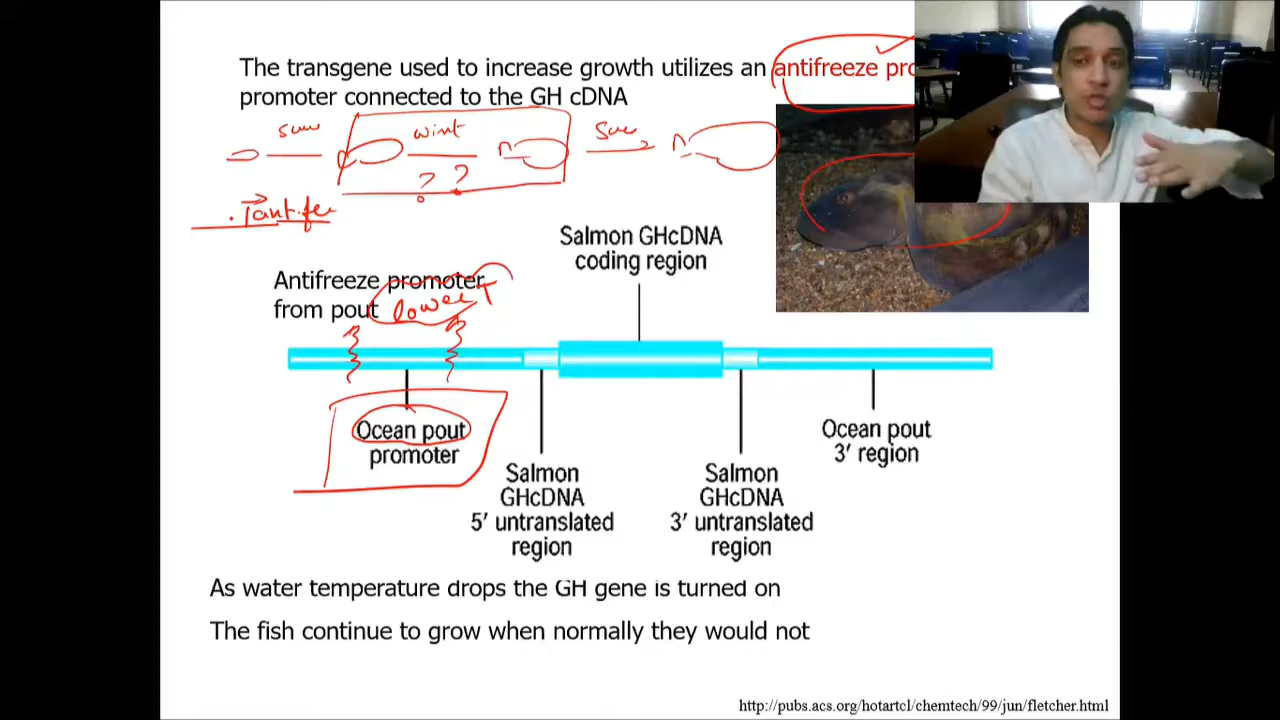 The transgene used to increase growth utilizes an antifreeze pro
promoter connected to the GH cDNA
wint
? ?
Salmon GHcDNA
coding region
Antifreeze promoter
from pout lower T
Ocean pout
promoter
Ocean pout
3′ region
Salmon
GHcDNA
5′ untranslated
region
Salmon
GHcDNA
3′ untranslated
region
As water temperature drops the GH gene is turned on
The fish continue to grow when normally they would not
http://pubs.acs.org/hotartcl/chemtech/99/jun/fletcher.html